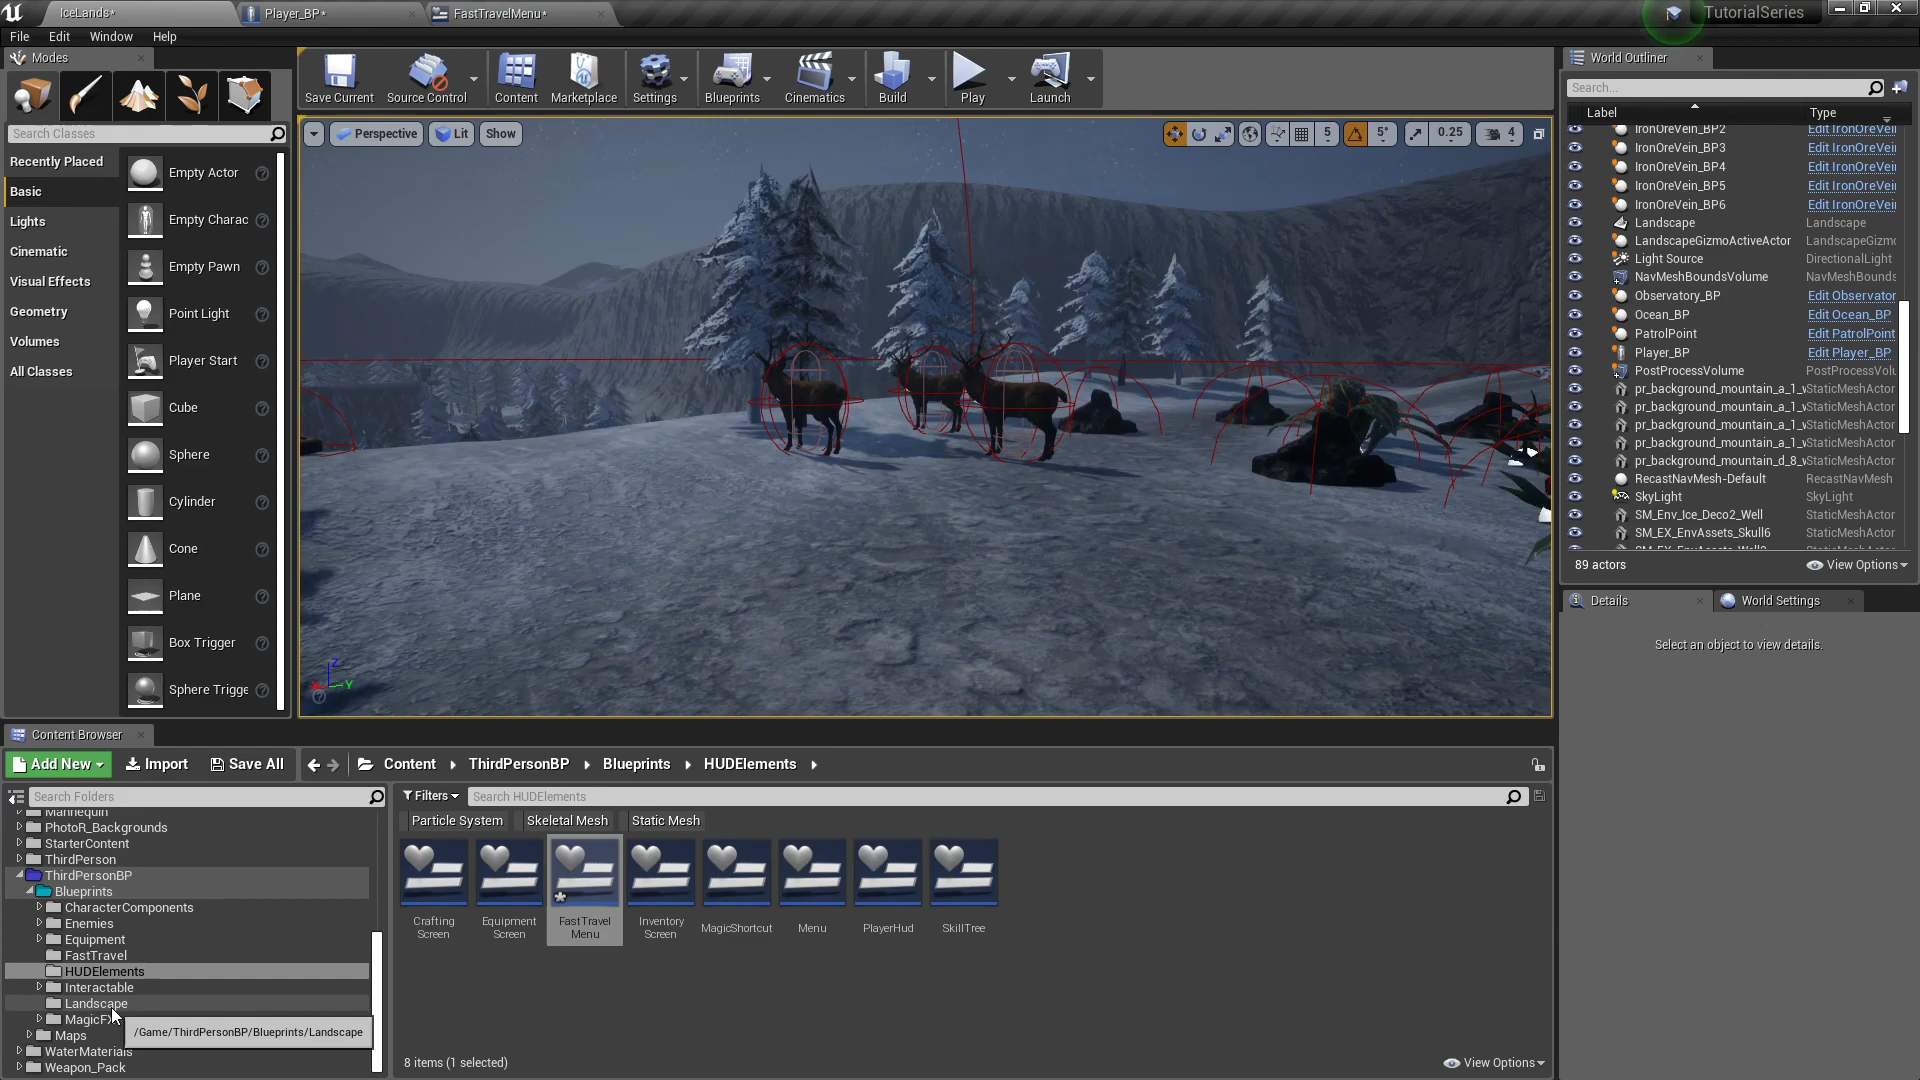 IceLands*
Player_BP*
FastTravelMenu*
TutorialSeries
File Edit Window Help
Modes
Search Classes
Recently Placed
Basic
Lights
Cinematic
Visual Effects
Geometry
Volumes
All Classes
Empty Actor
Empty Charac
Empty Pawn
Point Light
Player Start
Cube
Sphere
Cylinder
Cone
Plane
Box Trigger
Sphere Trigge
Save Current
Source Control
Content
Marketplace
Settings
Blueprints
Cinematics
Build
Play
Launch
Perspective
Lit
Show
5
5°
0.25
4
X
Y
Z
World Outliner
Search...
Label Type
IronOreVein_BP2 Edit IronOreVei
IronOreVein_BP3 Edit IronOreVei
IronOreVein_BP4 Edit IronOreVei
IronOreVein_BP5 Edit IronOreVei
IronOreVein_BP6 Edit IronOreVei
Landscape Landscape
LandscapeGizmoActiveActor LandscapeGizmo
Light Source DirectionalLight
NavMeshBoundsVolume NavMeshBounds
Observatory_BP Edit Observator
Ocean_BP Edit Ocean_BP
PatrolPoint Edit PatrolPoint
Player_BP Edit Player_BP
PostProcessVolume PostProcessVolu
pr_background_mountain_a_1_v StaticMeshActor
pr_background_mountain_a_1_v StaticMeshActor
pr_background_mountain_a_1_v StaticMeshActor
pr_background_mountain_a_1_v StaticMeshActor
pr_background_mountain_d_8_v StaticMeshActor
RecastNavMesh-Default RecastNavMesh
SkyLight SkyLight
SM_Env_Ice_Deco2_Well StaticMeshActor
SM_EX_EnvAssets_Skull6 StaticMeshActor
89 actors
View Options
Details
World Settings
Select an object to view details.
Content Browser
Add New
Import
Save All
Content ThirdPersonBP Blueprints HUDElements
Search Folders
Mannequin
PhotoR_Backgrounds
StarterContent
ThirdPerson
ThirdPersonBP
Blueprints
CharacterComponents
Enemies
Equipment
FastTravel
HUDElements
Interactable
Landscape
MagicFX
/Game/ThirdPersonBP/Blueprints/Landscape
Maps
WaterMaterials
Weapon_Pack
Filters
Search HUDElements
Particle System
Skeletal Mesh
Static Mesh
Crafting
Screen
Equipment
Screen
FastTravel
Menu
Inventory
Screen
MagicShortcut
Menu
PlayerHud
SkillTree
8 items (1 selected)
View Options